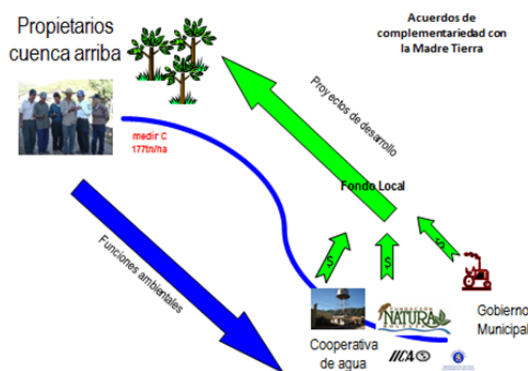 Propietarios
cuenca arriba
Acuerdos de
complementariedad con
la Madre Tierra
medir C
177tn/na
Proyectos de desarrollo
Fondo Local
Funciones ambientales
$
$
$
Cooperativa
de agua
NATURA
IICA
Gobierno
Municipal